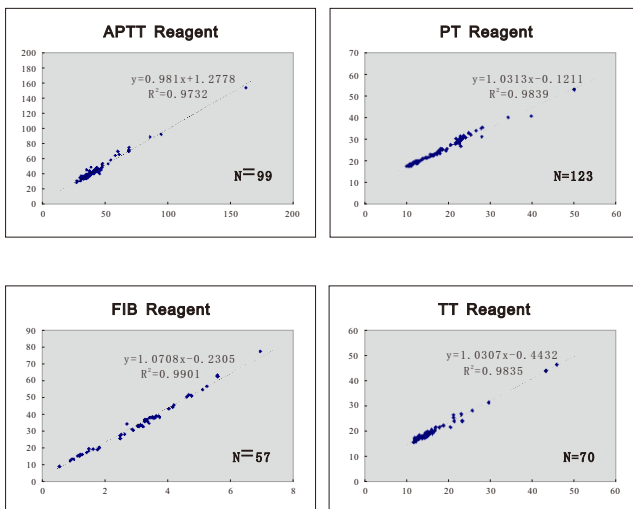 APTT Reagent
200
180
160
140
120
100
80
60
40
20
0
y=0.981x+1.2778
R²=0.9732
N=99
0 50 100 150 200
PT Reagent
70
60
50
40
30
20
10
0
y=1.0313x-0.1211
R²=0.9839
N=123
0 10 20 30 40 50 60
FIB Reagent
90
80
70
60
50
40
30
20
10
0
y=1.0708x-0.2305
R²=0.9901
N=57
0 2 4 6 8
TT Reagent
60
50
40
30
20
10
0
y=1.0307x-0.4432
R²=0.9835
N=70
0 10 20 30 40 50 60